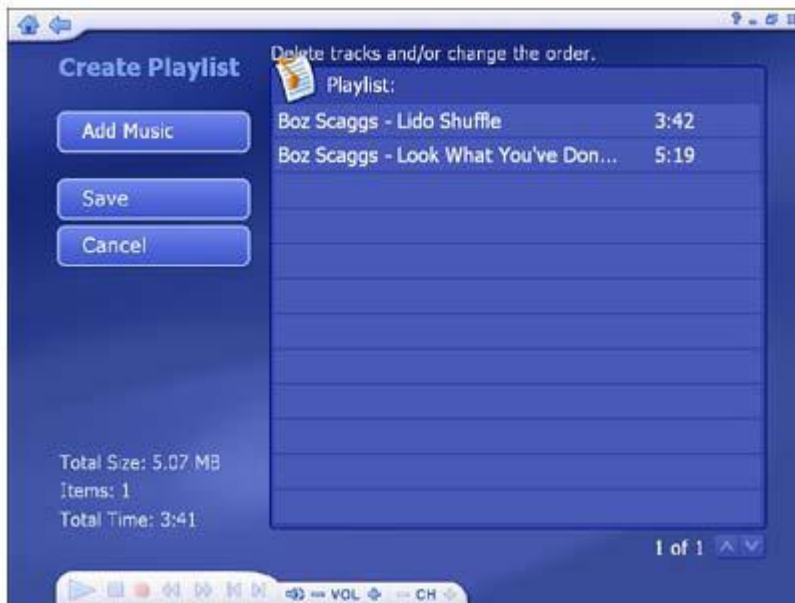 Create Playlist
Delete tracks and/or change the order.
Playlist:
Add Music
Save
Cancel
Boz Scaggs - Lido Shuffle 3:42
Boz Scaggs - Look What You've Don... 5:19
Total Size: 5.07 MB
Items: 1
Total Time: 3:41
1 of 1
VOL CH